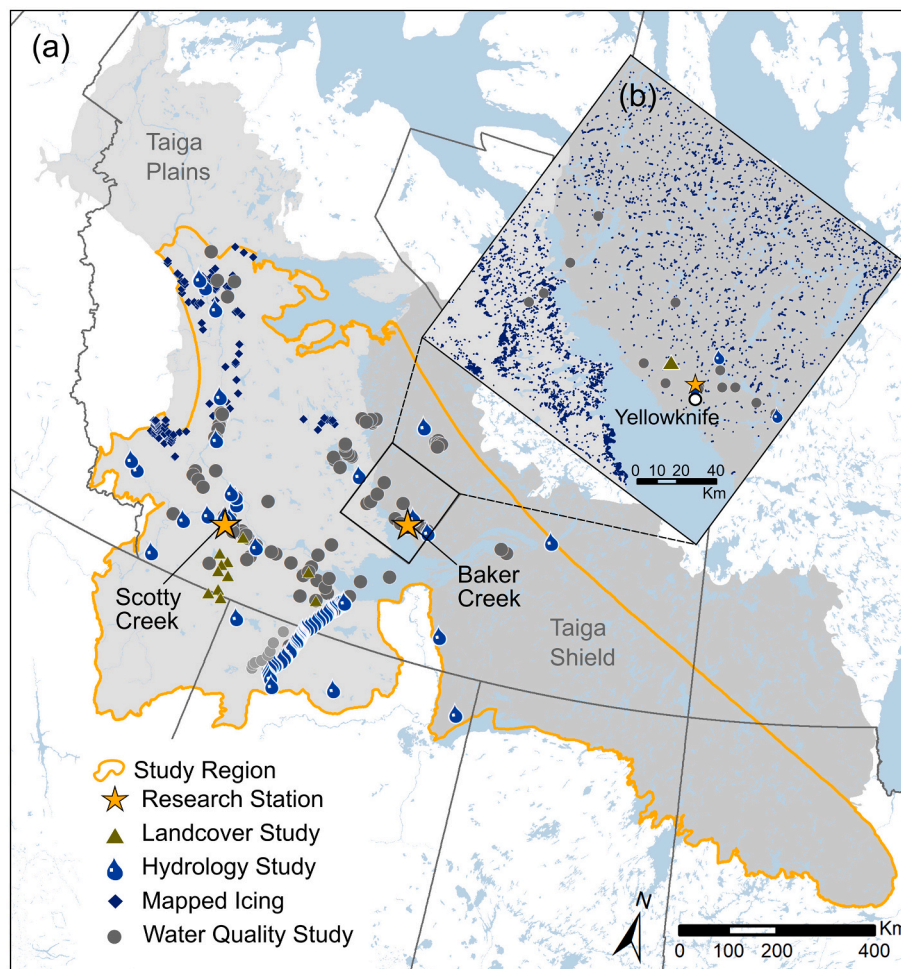 (a)
Taiga
Plains
(b)
Yellowknife
0 10 20 40
Km
Scotty
Creek
Baker
Creek
Taiga
Shield
Study Region
Research Station
Landcover Study
Hydrology Study
Mapped Icing
Water Quality Study
N
Km
0 100 200 400